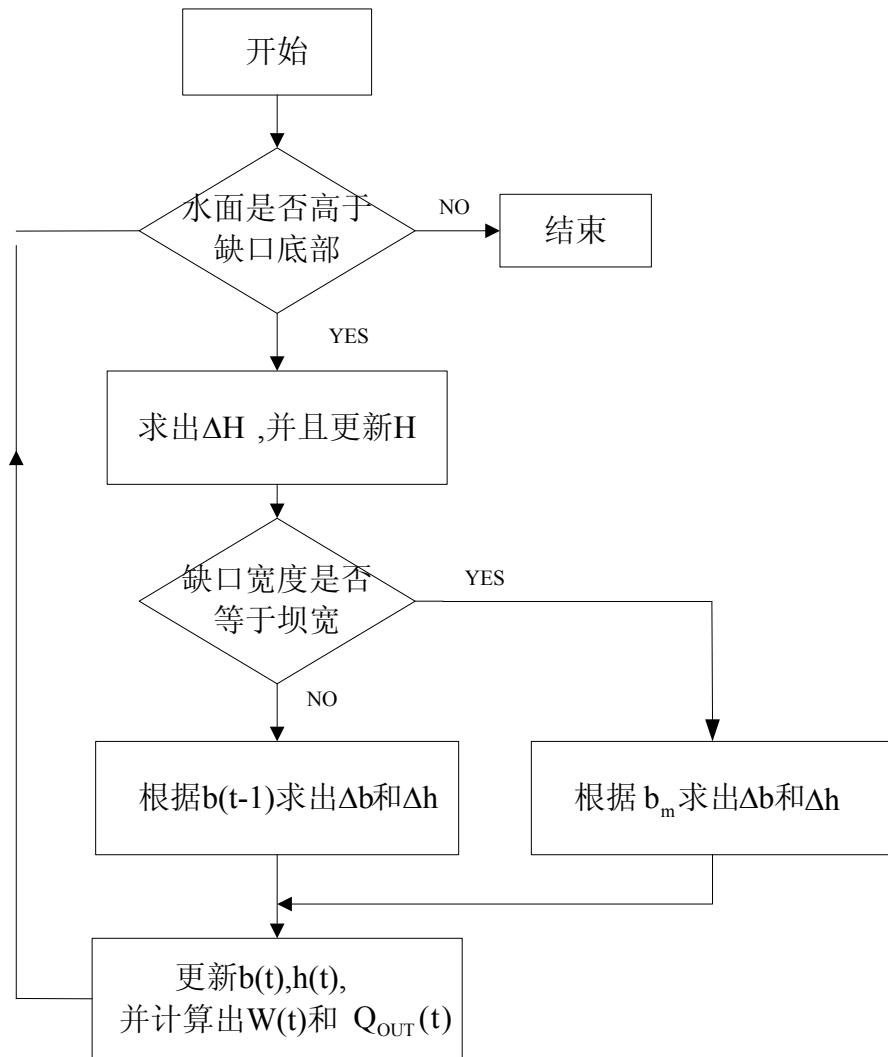 开始
水面是否高于
缺口底部
NO
结束
YES
求出ΔH ,并且更新H
缺口宽度是否
等于坝宽
YES
NO
根据b(t-1)求出Δb和Δh
根据 bₘ求出Δb和Δh
更新b(t),h(t),
并计算出W(t)和 Q_OUT(t)